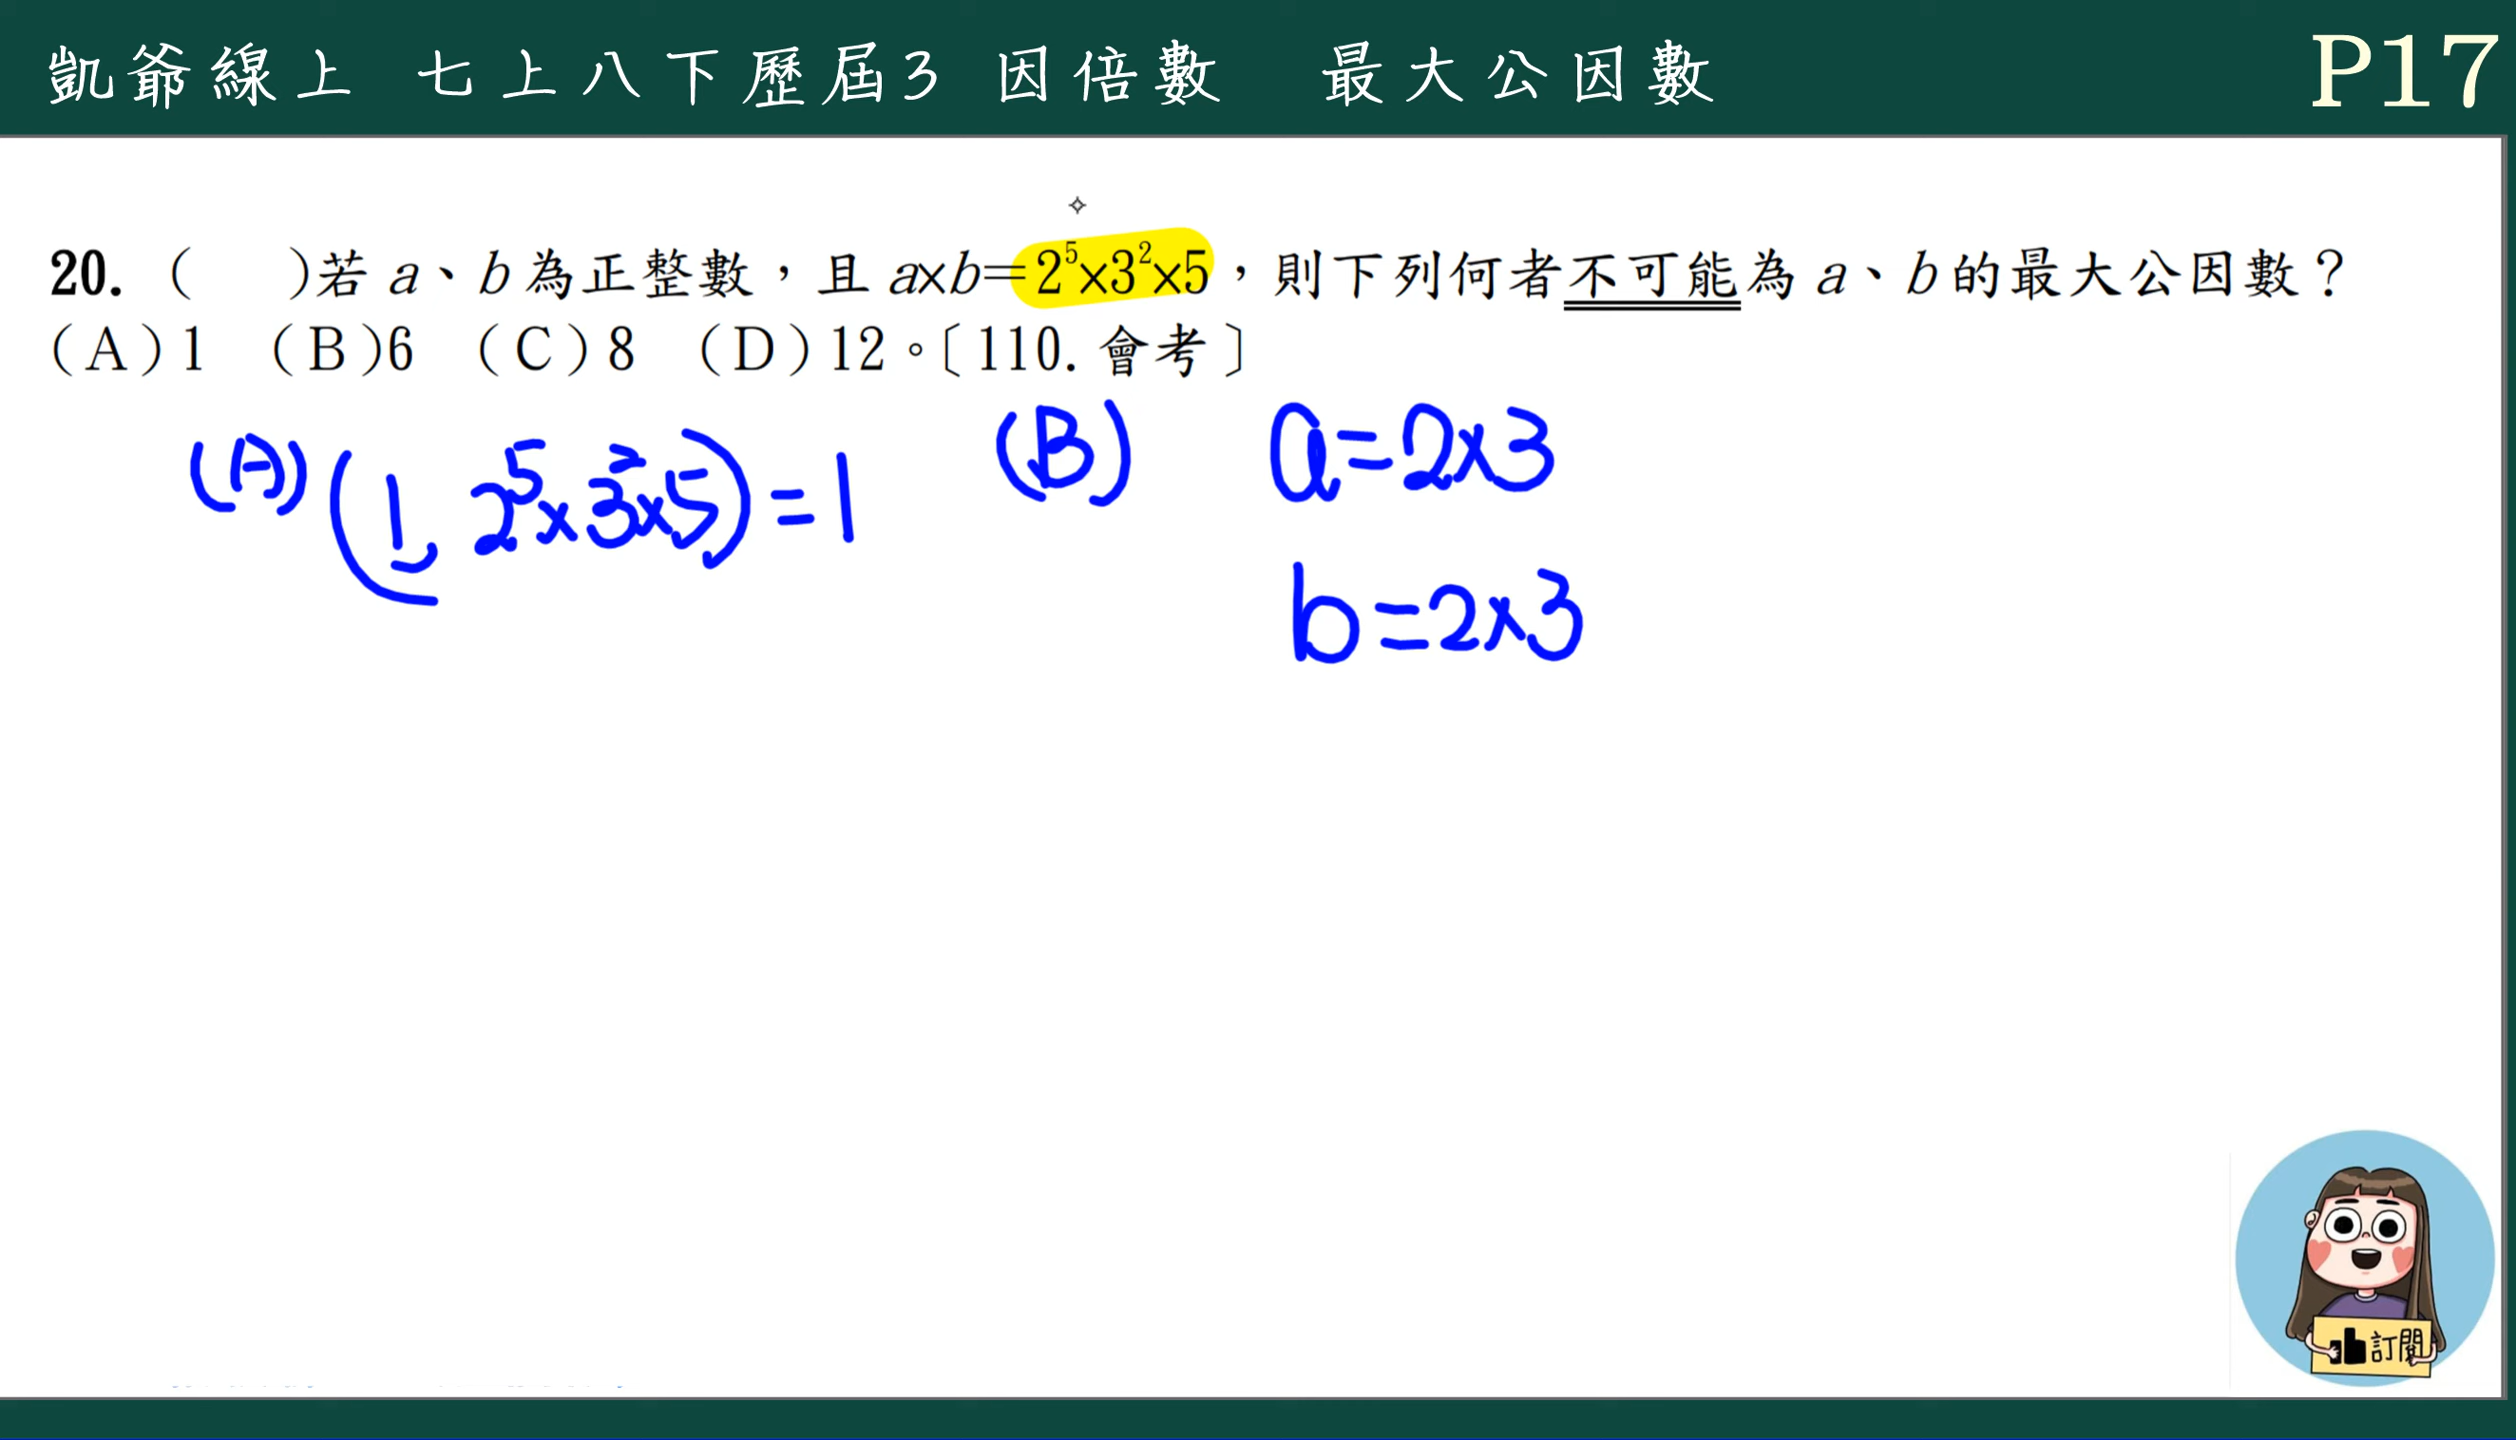 凱爺線上 七上八下歷屆3 因倍數 最大公因數 P17
20. ( )若 a、b 為正整數，且 a×b=2⁵×3²×5，則下列何者不可能為 a、b 的最大公因數？
(A)1 (B)6 (C)8 (D)12。〔110. 會考〕
(A) (1, 2⁵×3²×5)=1
(B) a=2×3
b=2×3
訂閱